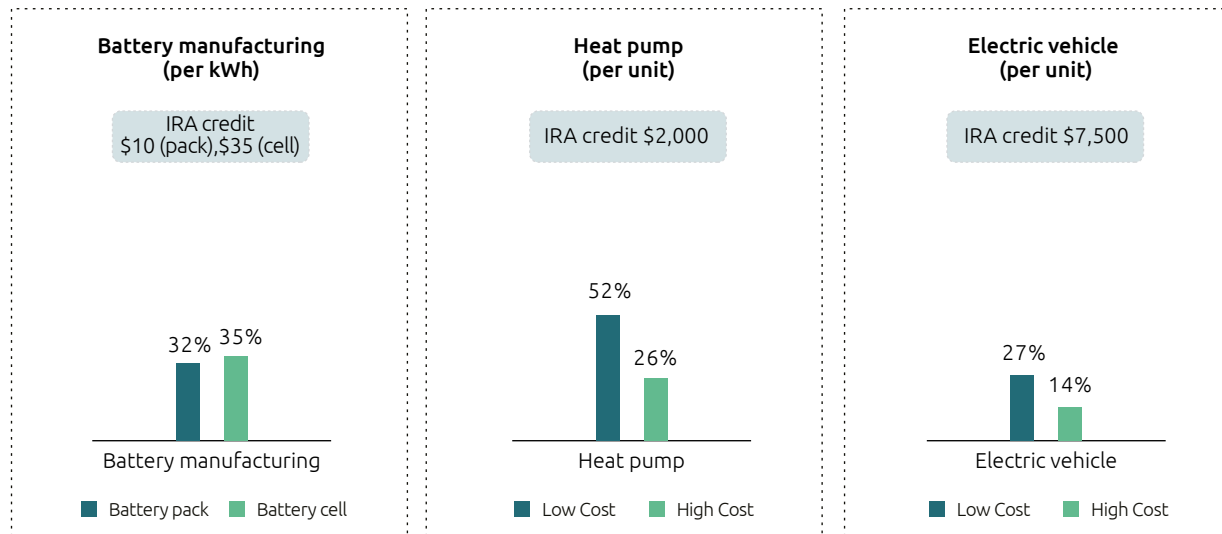 Battery manufacturing
(per kWh)
IRA credit
$10 (pack),$35 (cell)
32%
35%
Battery manufacturing
Battery pack
Battery cell
Heat pump
(per unit)
IRA credit $2,000
52%
26%
Heat pump
Low Cost
High Cost
Electric vehicle
(per unit)
IRA credit $7,500
27%
14%
Electric vehicle
Low Cost
High Cost